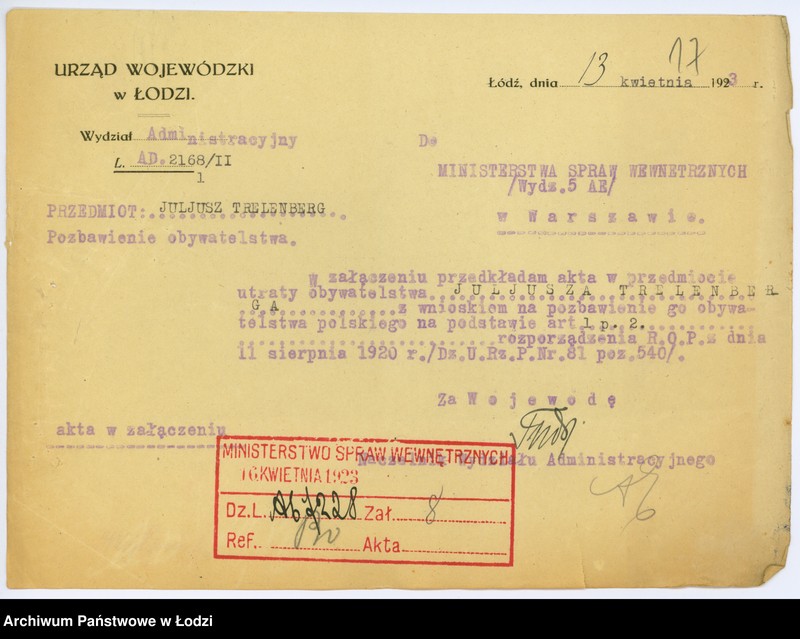 URZĄD WOJEWÓDZKI
w ŁODZI.
17
Łódź, dnia 13 kwietnia 1923 r.
Wydział Administracyjny
L. AD. 2168/II
1
Do
MINISTERSTWA SPRAW WEWNĘTRZNYCH
/Wydz.5 AE/
w Warszawie.
PRZEDMIOT: JULJUSZ TRELENBERG
Pozbawienie obywatelstwa.
W załączeniu przedkładam akta w przedmiocie
utraty obywatelstwa JULJUSZA TRELENBER
GA z wnioskiem na pozbawienie go obywa-
telstwa polskiego na podstawie art. 1 p. 2.
rozporządzenia R.O.P. z dnia
11 sierpnia 1920 r./Dz.U.Rz.P.Nr.81 poz.540/.
Za Wojewodę
akta w załączeniu
Naczelnik Wydziału Administracyjnego
MINISTERSTWO SPRAW WEWNĘTRZNYCH
16.KWIETNIA 1923
Dz.L. Zał. 8
Ref. Akta
Archiwum Państwowe w Łodzi